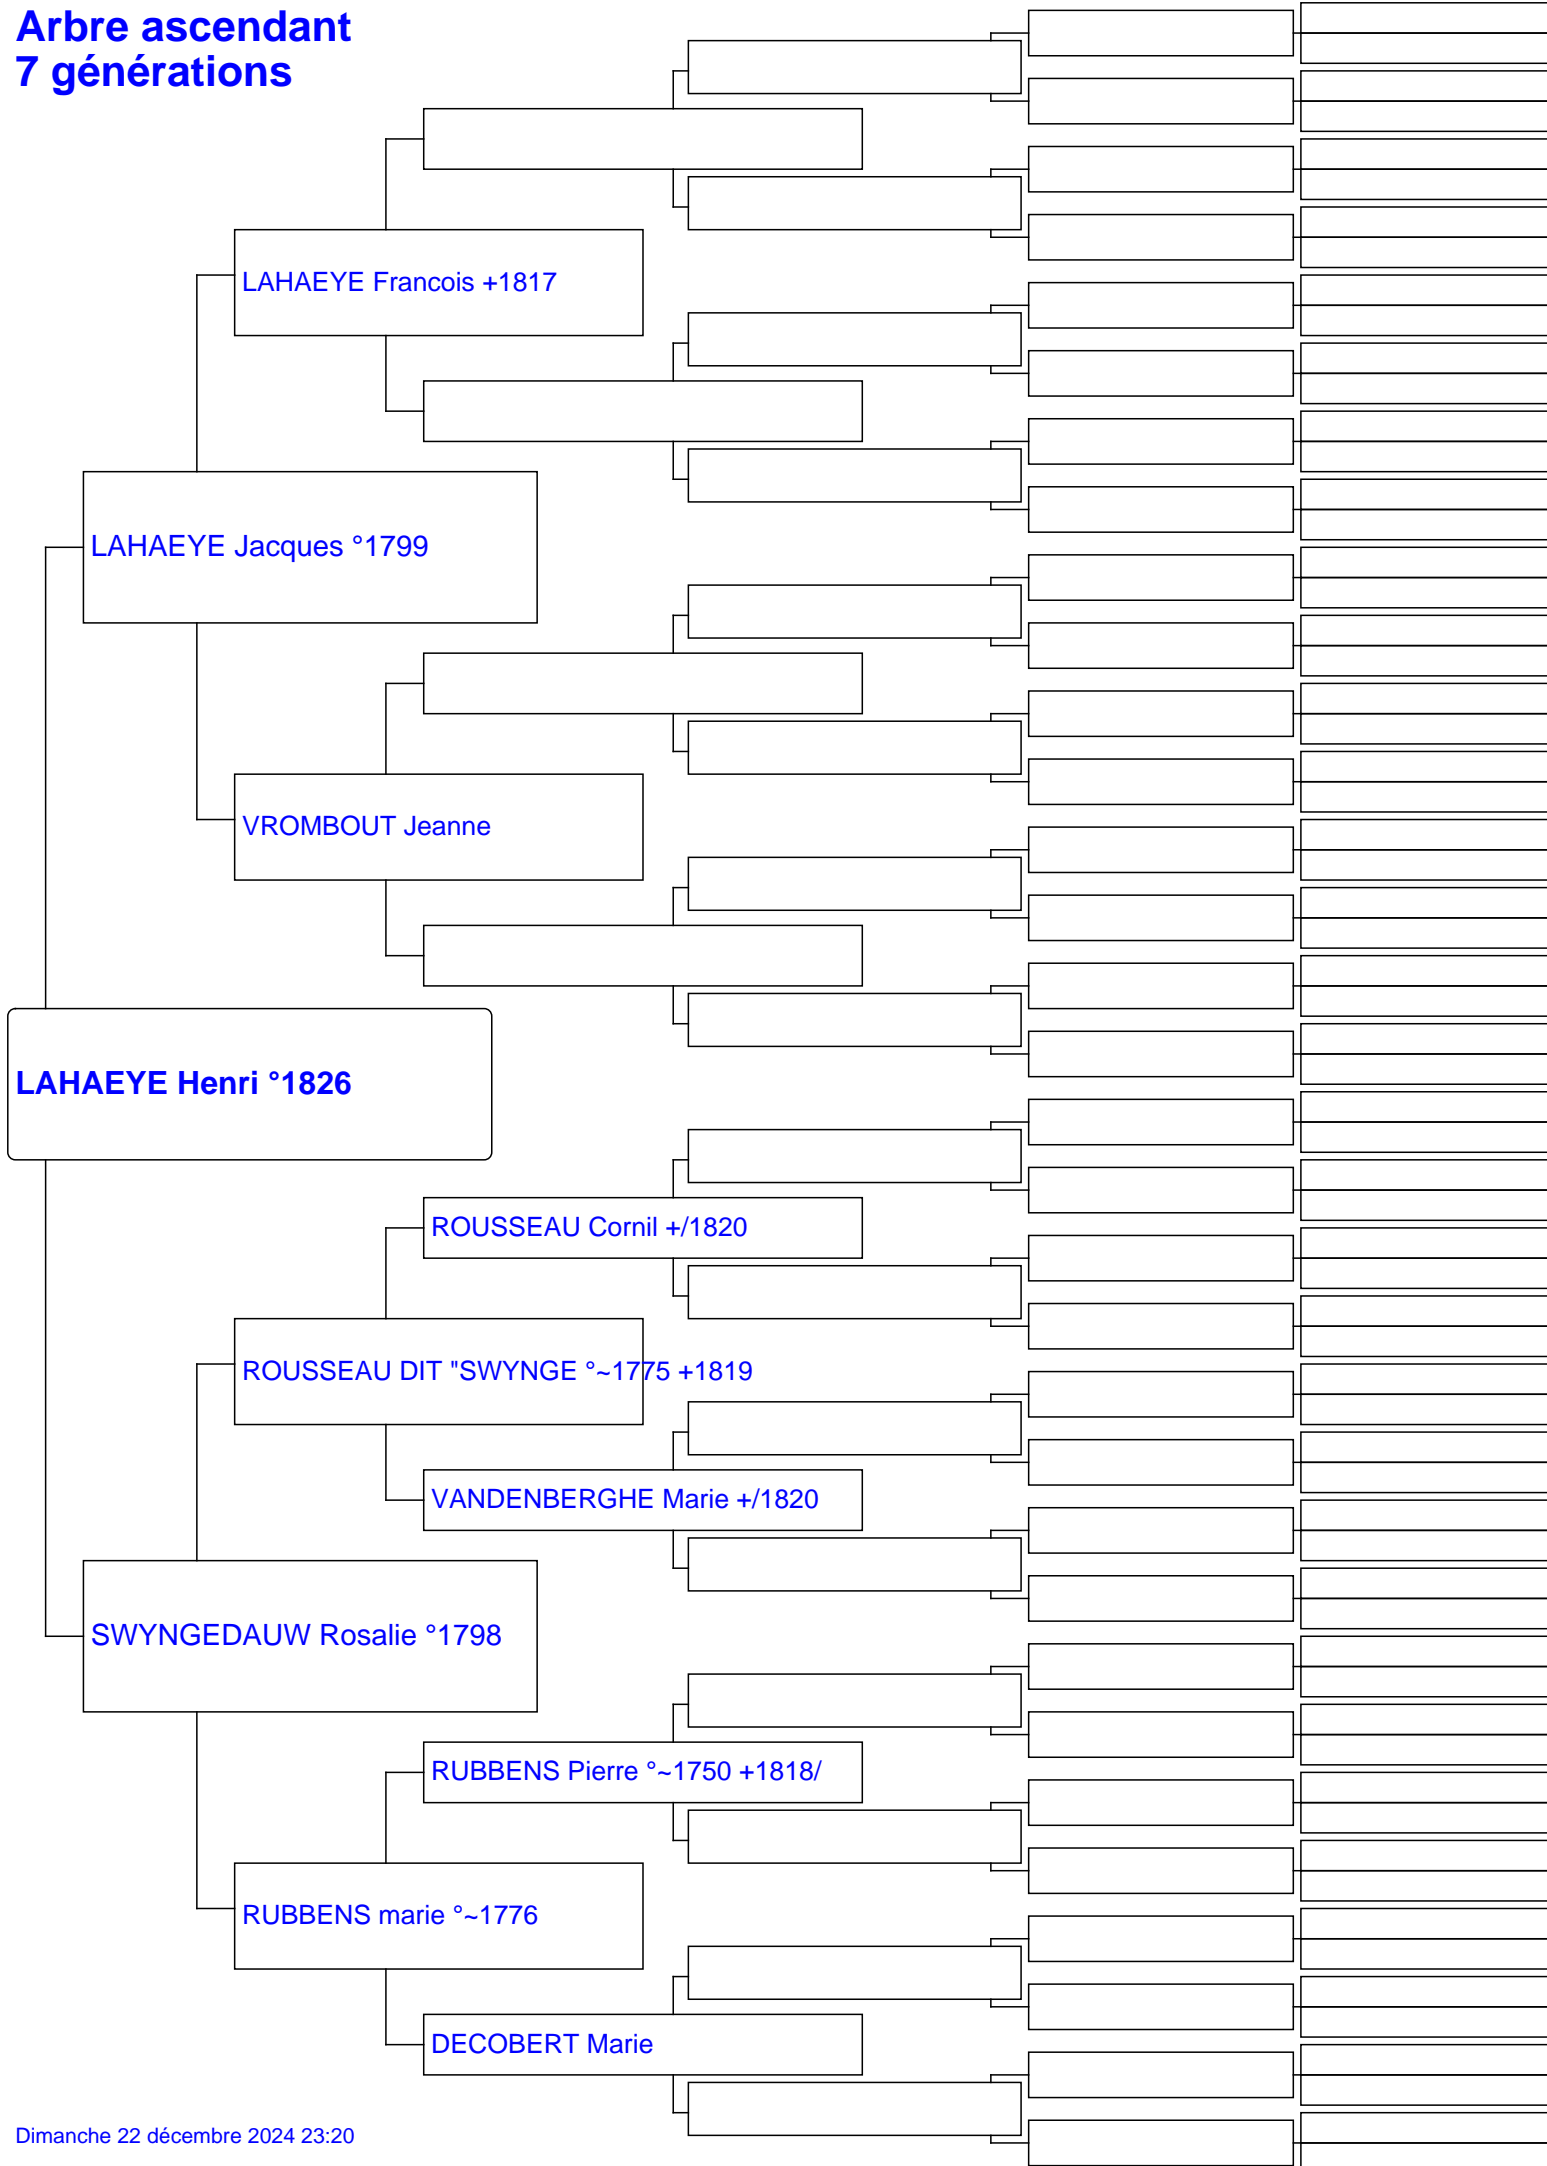 Arbre ascendant
7 générations
LAHAEYE Francois +1817
LAHAEYE Jacques °1799
VROMBOUT Jeanne
LAHAEYE Henri °1826
ROUSSEAU Cornil +/1820
ROUSSEAU DIT "SWYNGE °~1775 +1819
VANDENBERGHE Marie +/1820
SWYNGEDAUW Rosalie °1798
RUBBENS Pierre °~1750 +1818/
RUBBENS marie °~1776
DECOBERT Marie
Dimanche 22 décembre 2024 23:20